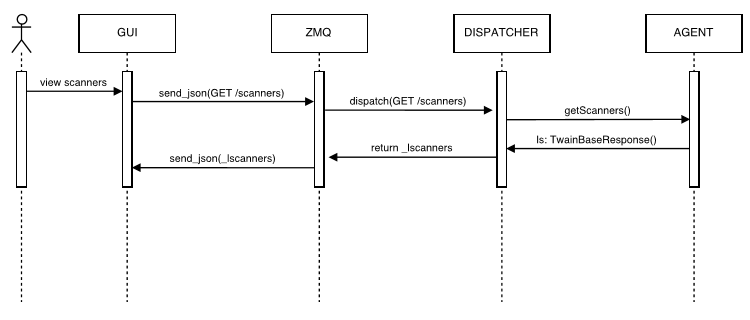 GUI
ZMQ
DISPATCHER
AGENT
view scanners
send_json(GET /scanners)
dispatch(GET /scanners)
getScanners()
ls: TwainBaseResponse()
return _lscanners
send_json(_lscanners)